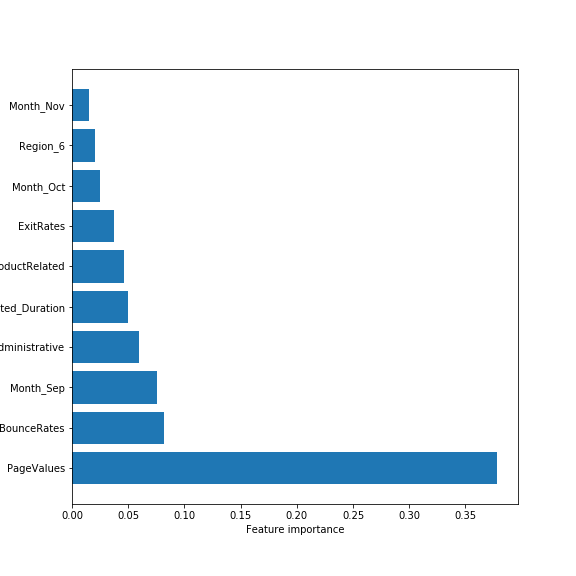 Month_Nov
Region_6
Month_Oct
ExitRates
oductRelated
ted_Duration
dministrative
Month_Sep
BounceRates
PageValues
0.00 0.05 0.10 0.15 0.20 0.25 0.30 0.35
Feature importance